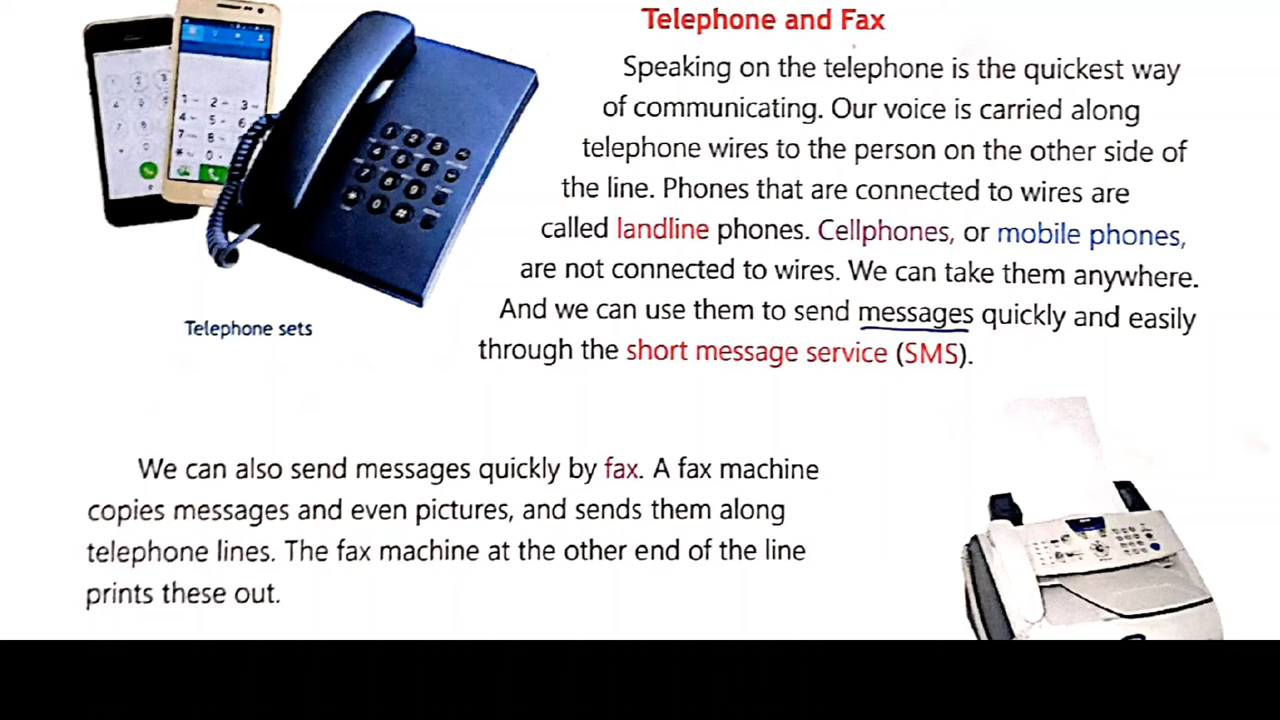 Telephone and Fax
Speaking on the telephone is the quickest way
of communicating. Our voice is carried along
telephone wires to the person on the other side of
the line. Phones that are connected to wires are
called landline phones. Cellphones, or mobile phones,
are not connected to wires. We can take them anywhere.
And we can use them to send messages quickly and easily
through the short message service (SMS).
Telephone sets
We can also send messages quickly by fax. A fax machine
copies messages and even pictures, and sends them along
telephone lines. The fax machine at the other end of the line
prints these out.